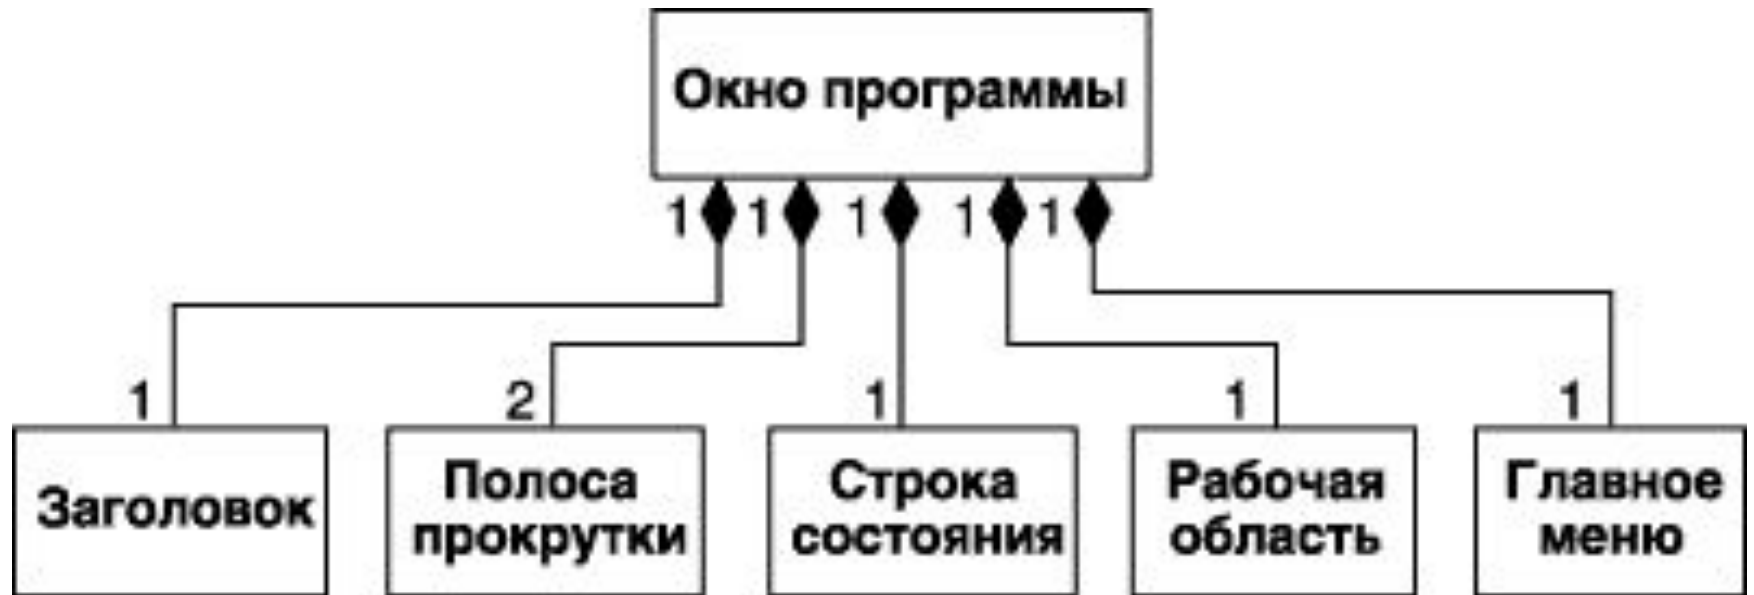 Окно программы
1 1 1 1 1
1 2 1 1 1
Заголовок
Полоса
прокрутки
Строка
состояния
Рабочая
область
Главное
меню